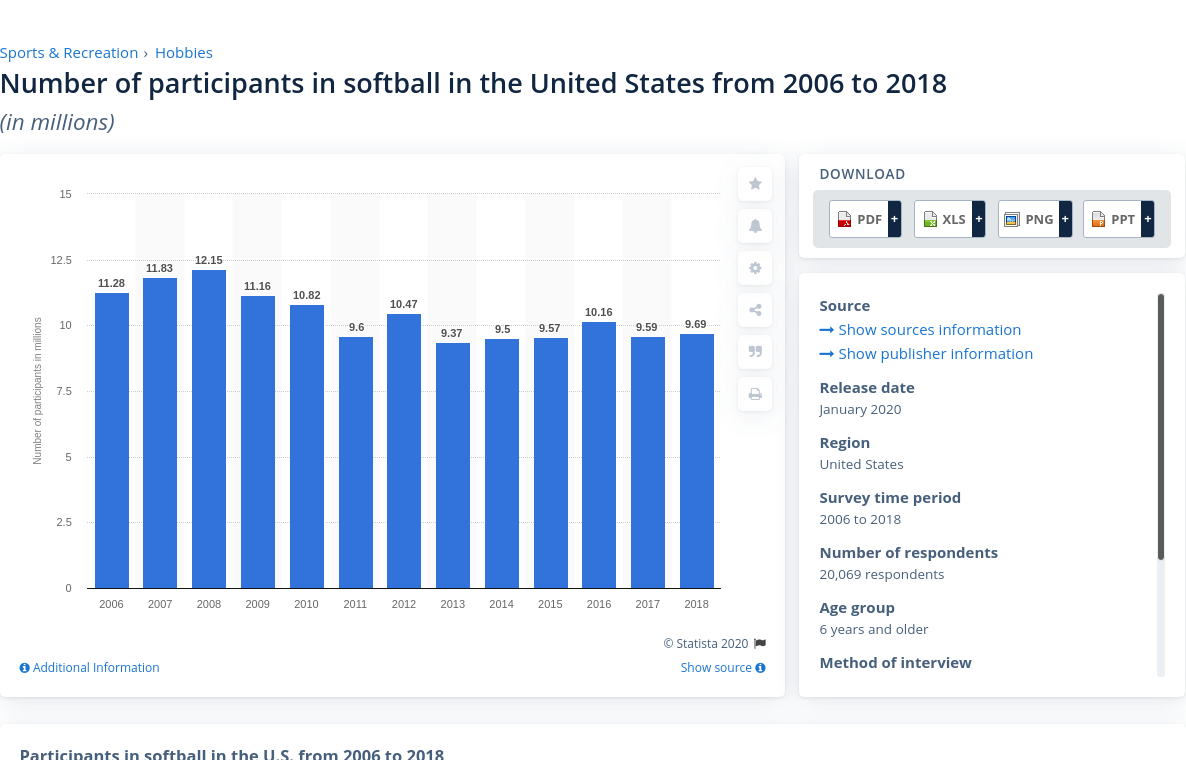 Sports & Recreation › Hobbies
Number of participants in softball in the United States from 2006 to 2018
(in millions)
15
12.5
10
7.5
5
2.5
0
Number of participants in millions
11.28
11.83
12.15
11.16
10.82
9.6
10.47
9.37
9.5
9.57
10.16
9.59
9.69
2006 2007 2008 2009 2010 2011 2012 2013 2014 2015 2016 2017 2018
© Statista 2020
Additional Information
Show source
DOWNLOAD
PDF + XLS + PNG + PPT +
Source
Show sources information
Show publisher information
Release date
January 2020
Region
United States
Survey time period
2006 to 2018
Number of respondents
20,069 respondents
Age group
6 years and older
Method of interview
Participants in softball in the U.S. from 2006 to 2018